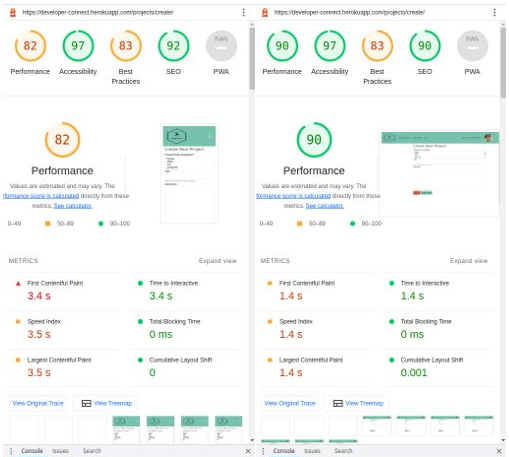 https://developer-connect.herokuapp.com/projects/create/
82 97 83 92 PWA
Performance Accessibility Best Practices SEO PWA
82
Create New Project
Performance
Values are estimated and may vary. The
formance score is calculated directly from these
metrics. See calculator.
0–49 50–89 90–100
METRICS Expand view
First Contentful Paint Time to Interactive
3.4 s 3.4 s
Speed Index Total Blocking Time
3.5 s 0 ms
Largest Contentful Paint Cumulative Layout Shift
3.5 s 0
View Original Trace View Treemap
Console Issues Search
https://developer-connect.herokuapp.com/projects/create/
90 97 83 90 PWA
Performance Accessibility Best Practices SEO PWA
90
Create New Project
Performance
Values are estimated and may vary. The
formance score is calculated directly from these
metrics. See calculator.
0–49 50–89 90–100
METRICS Expand view
First Contentful Paint Time to Interactive
1.4 s 1.4 s
Speed Index Total Blocking Time
1.4 s 0 ms
Largest Contentful Paint Cumulative Layout Shift
1.4 s 0.001
View Original Trace View Treemap
Console Issues Search